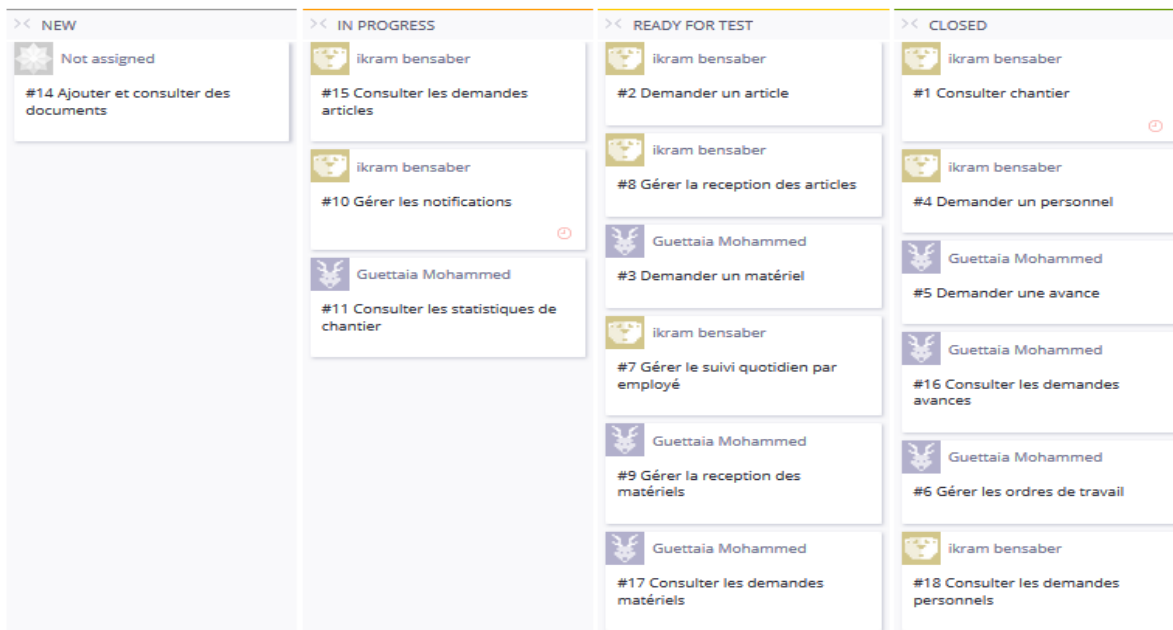 NEW
Not assigned
#14 Ajouter et consulter des
documents
IN PROGRESS
ikram bensaber
#15 Consulter les demandes
articles
ikram bensaber
#10 Gérer les notifications
Guettaia Mohammed
#11 Consulter les statistiques de
chantier
READY FOR TEST
ikram bensaber
#2 Demander un article
ikram bensaber
#8 Gérer la reception des articles
Guettaia Mohammed
#3 Demander un matériel
ikram bensaber
#7 Gérer le suivi quotidien par
employé
Guettaia Mohammed
#9 Gérer la reception des
matériels
Guettaia Mohammed
#17 Consulter les demandes
matériels
CLOSED
ikram bensaber
#1 Consulter chantier
ikram bensaber
#4 Demander un personnel
Guettaia Mohammed
#5 Demander une avance
Guettaia Mohammed
#16 Consulter les demandes
avances
Guettaia Mohammed
#6 Gérer les ordres de travail
ikram bensaber
#18 Consulter les demandes
personnels